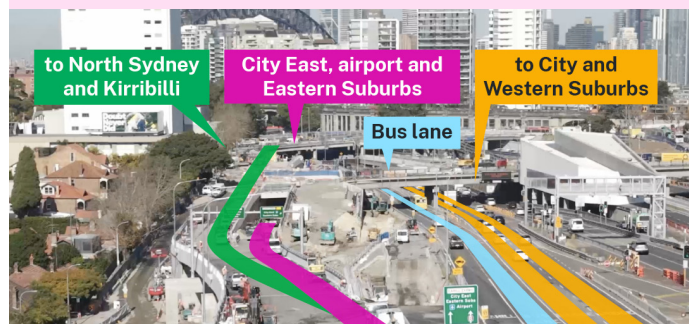 to North Sydney
and Kirribilli
City East, airport and
Eastern Suburbs
to City and
Western Suburbs
Bus lane
City East
Eastern Subs
Airport